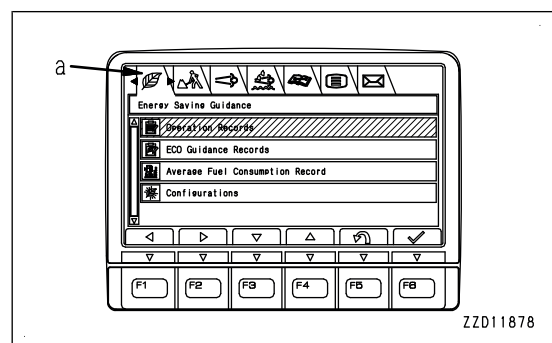 a
Energy Saving Guidance
Operation Records
ECO Guidance Records
Average Fuel Consumption Record
Configurations
F1 F2 F3 F4 F5 F6
ZZD11878